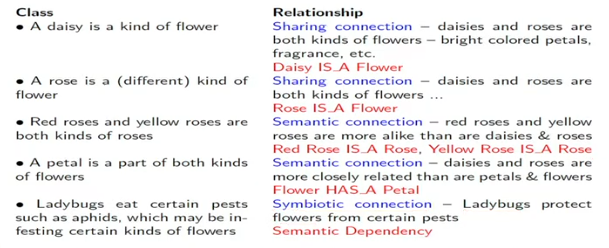 Class Relationship
• A daisy is a kind of flower Sharing connection – daisies and roses are
both kinds of flowers – bright colored petals,
fragrance, etc.
Daisy IS_A Flower
• A rose is a (different) kind of Sharing connection – daisies and roses are
flower both kinds of flowers ...
Rose IS_A Flower
• Red roses and yellow roses are Semantic connection – red roses and yellow
both kinds of roses roses are more alike than are daisies & roses
Red Rose IS_A Rose, Yellow Rose IS_A Rose
• A petal is a part of both kinds Semantic connection – daisies and roses are
of flowers more closely related than are petals & flowers
Flower HAS_A Petal
• Ladybugs eat certain pests Symbiotic connection – Ladybugs protect
such as aphids, which may be in- flowers from certain pests
festing certain kinds of flowers Semantic Dependency